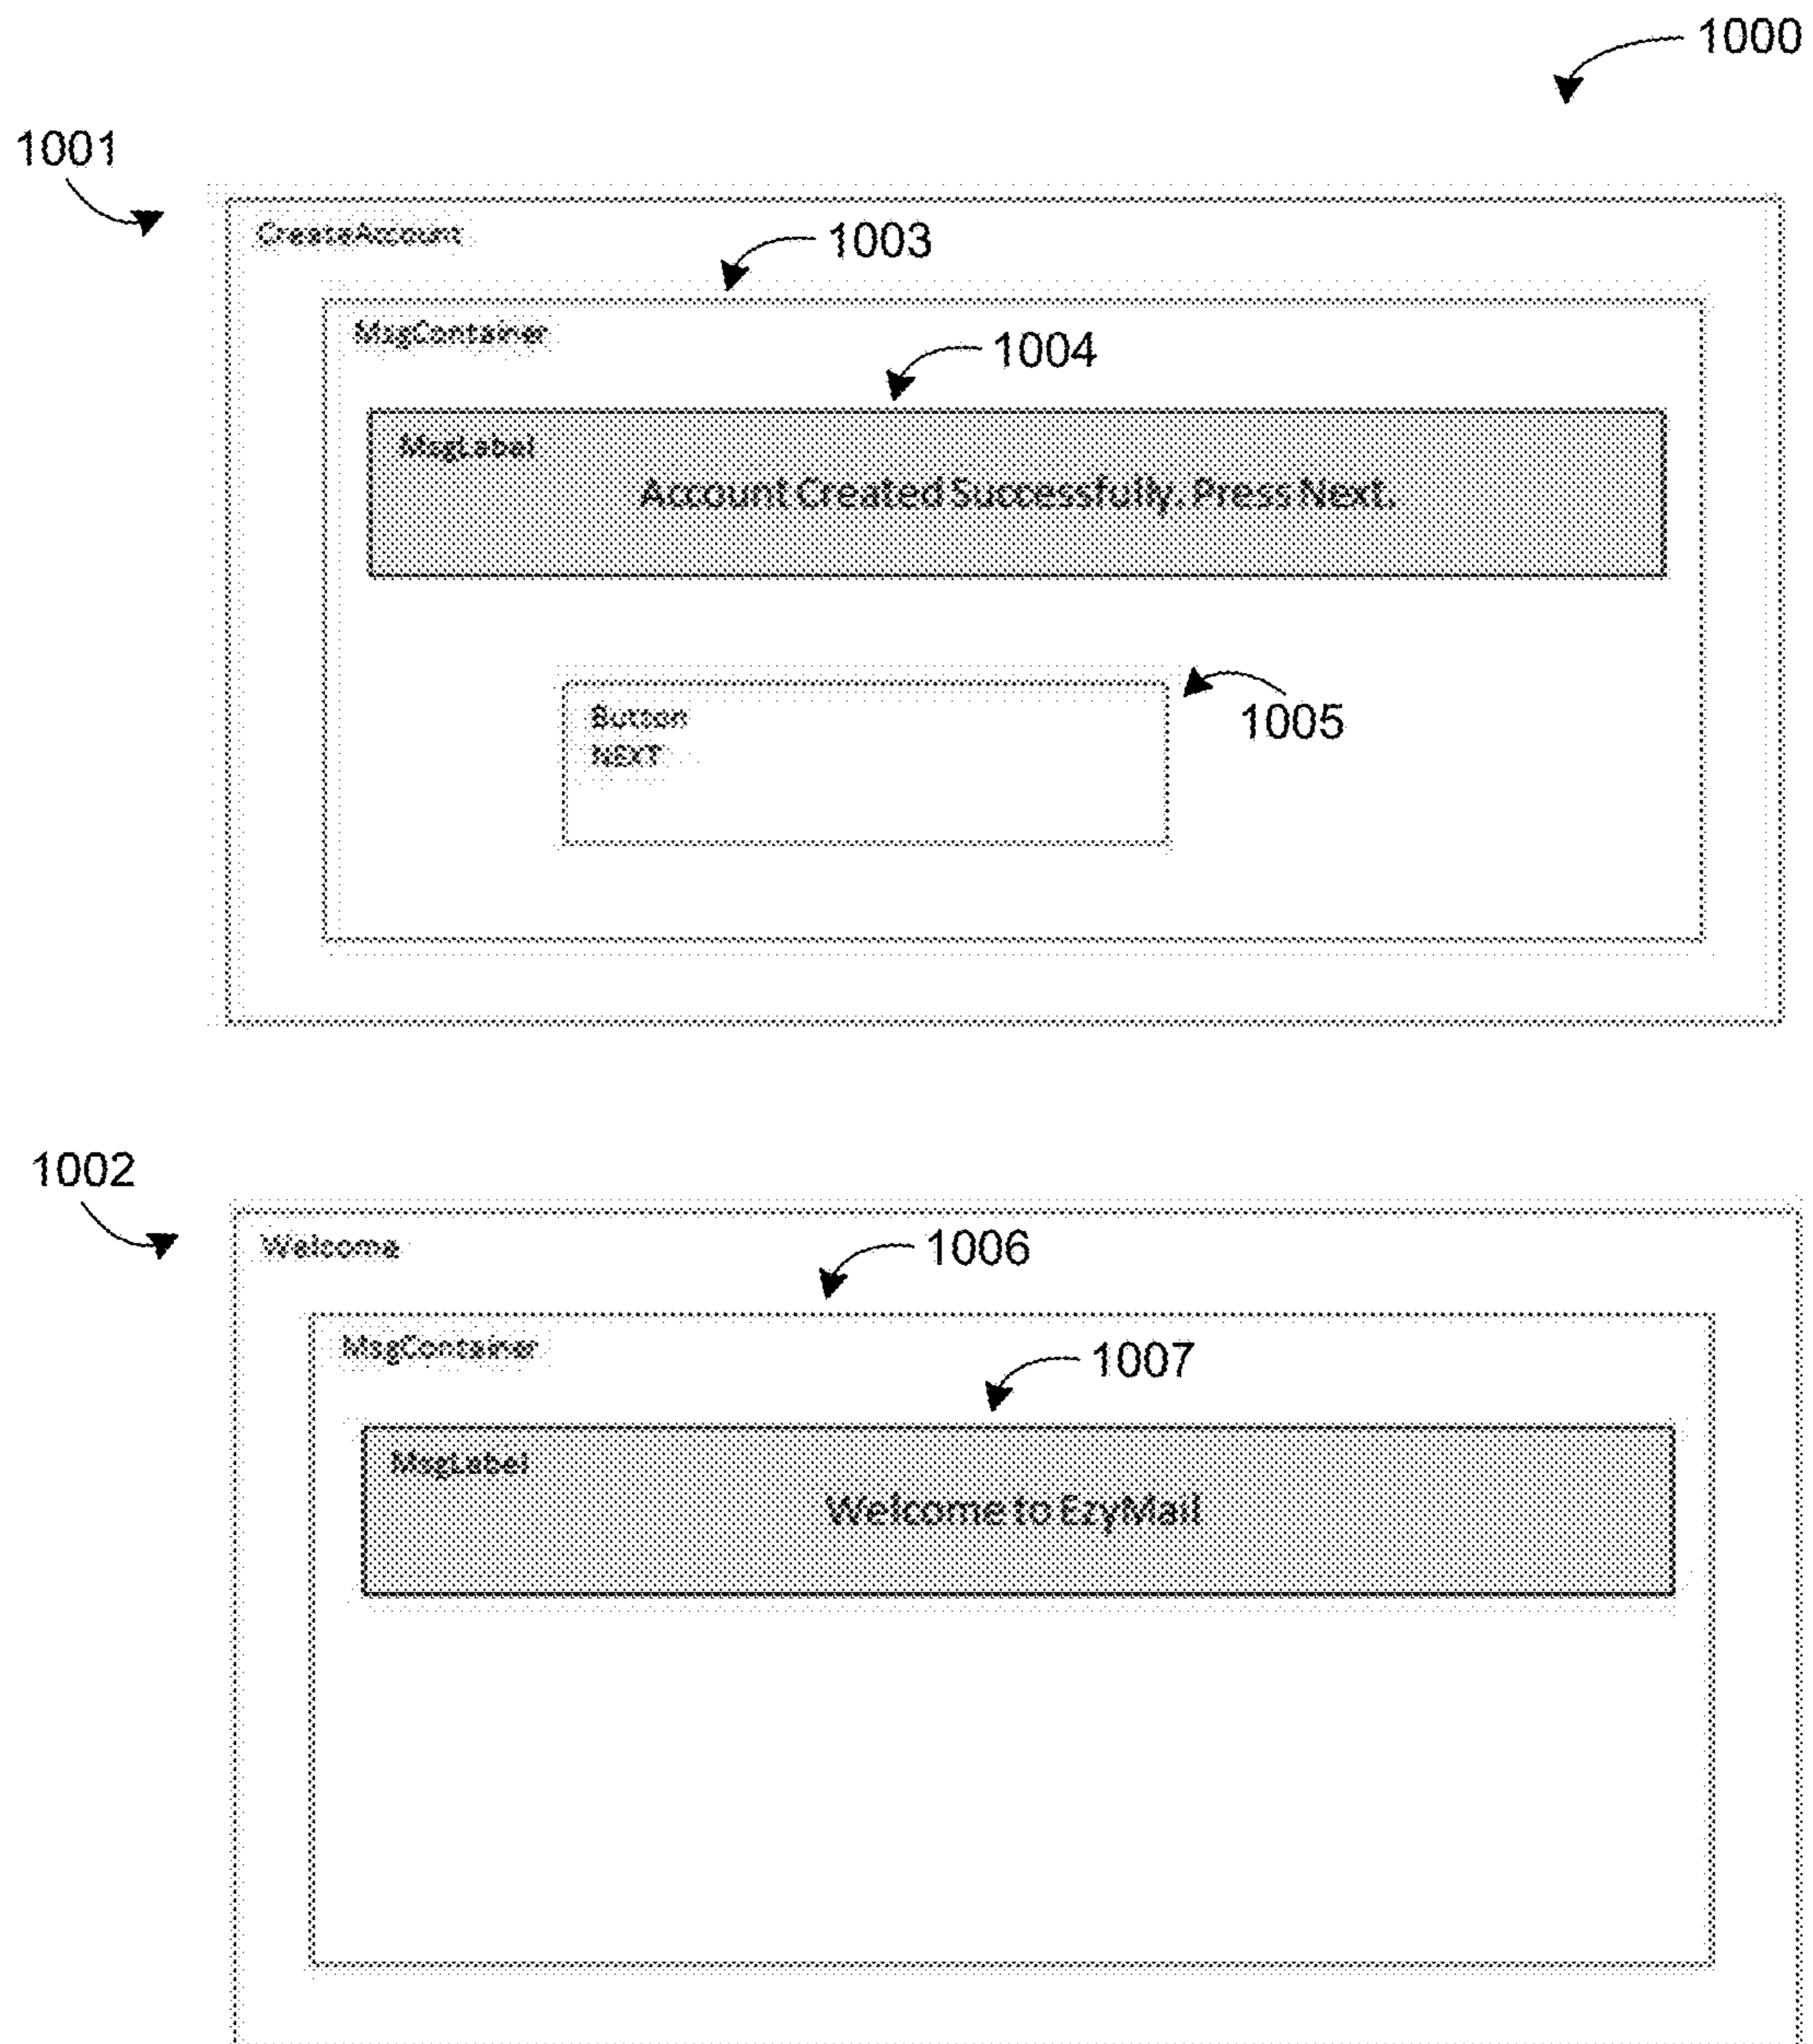 1000
1001
CreateAccount
1003
MsgContainer
1004
MsgLabel
Account Created Successfully. Press Next.
1005
Button
NEXT
1002
Welcome
1006
MsgContainer
1007
MsgLabel
Welcome to EzyMail